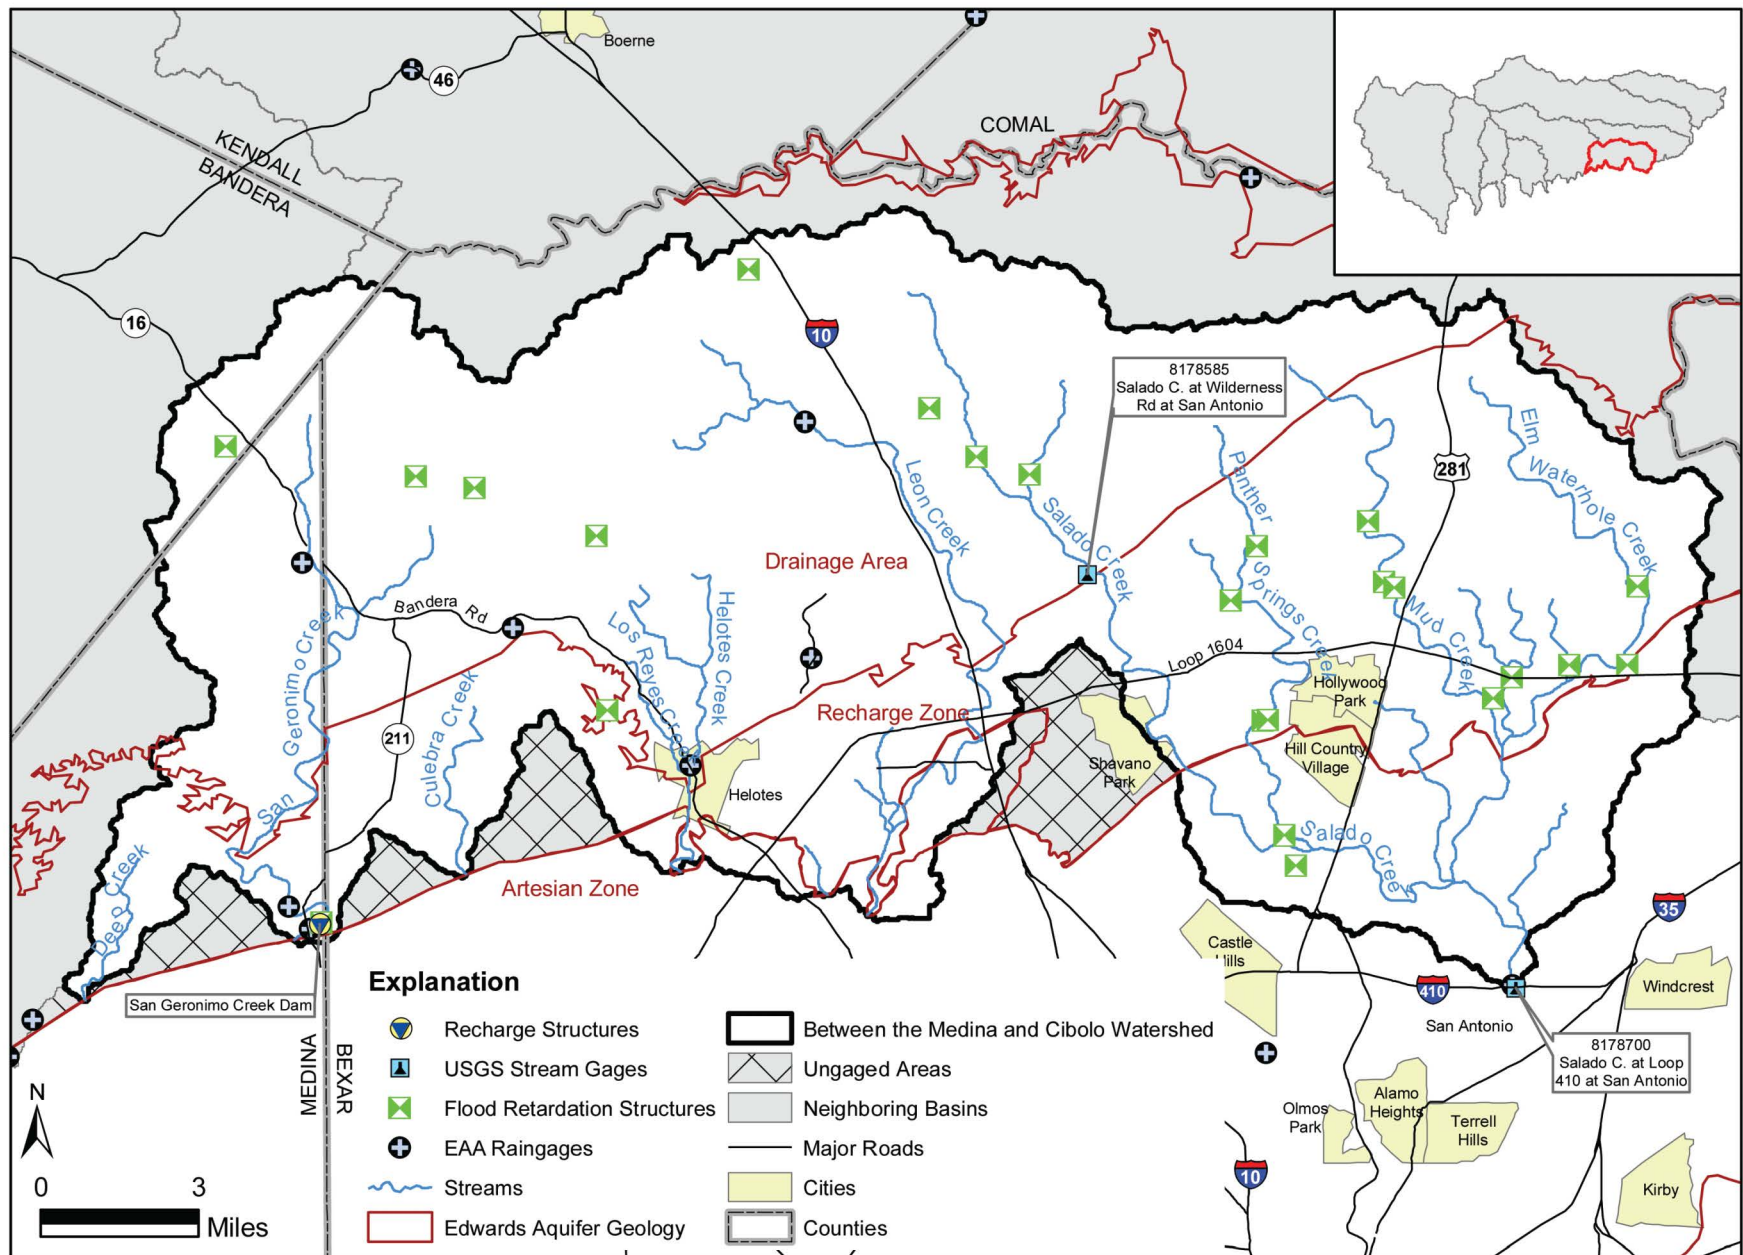 Boerne
46
KENDALL
BANDERA
COMAL
16
10
8178585
Salado C. at Wilderness
Rd at San Antonio
281
Elm
Waterhole Creek
Panther
Springs Creek
Leon Creek
Salado Creek
Mud Creek
Drainage Area
Bandera Rd
Helotes Creek
Los Reyes Creek
San Geronimo Creek
Culebra Creek
Loop 1604
Hollywood
Park
Recharge Zone
211
Hill Country
Village
Shavano
Park
Helotes
Salado Cree
Artesian Zone
Deep Creek
35
Castle
Hills
San Geronimo Creek Dam
410
Windcrest
San Antonio
8178700
Salado C. at Loop
410 at San Antonio
MEDINA
BEXAR
Alamo
Heights
Olmos
Park
Terrell
Hills
10
Kirby
N
0 3
Miles
Explanation
Recharge Structures
USGS Stream Gages
Flood Retardation Structures
EAA Raingages
Streams
Edwards Aquifer Geology
Between the Medina and Cibolo Watershed
Ungaged Areas
Neighboring Basins
Major Roads
Cities
Counties